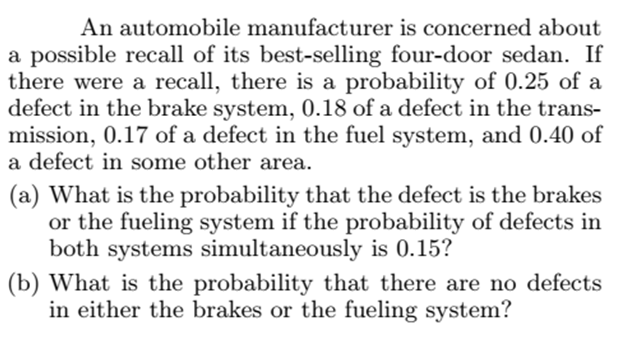 An automobile manufacturer is concerned about
a possible recall of its best-selling four-door sedan. If
there were a recall, there is a probability of 0.25 of a
defect in the brake system, 0.18 of a defect in the trans-
mission, 0.17 of a defect in the fuel system, and 0.40 of
a defect in some other area.
(a) What is the probability that the defect is the brakes
or the fueling system if the probability of defects in
both systems simultaneously is 0.15?
(b) What is the probability that there are no defects
in either the brakes or the fueling system?